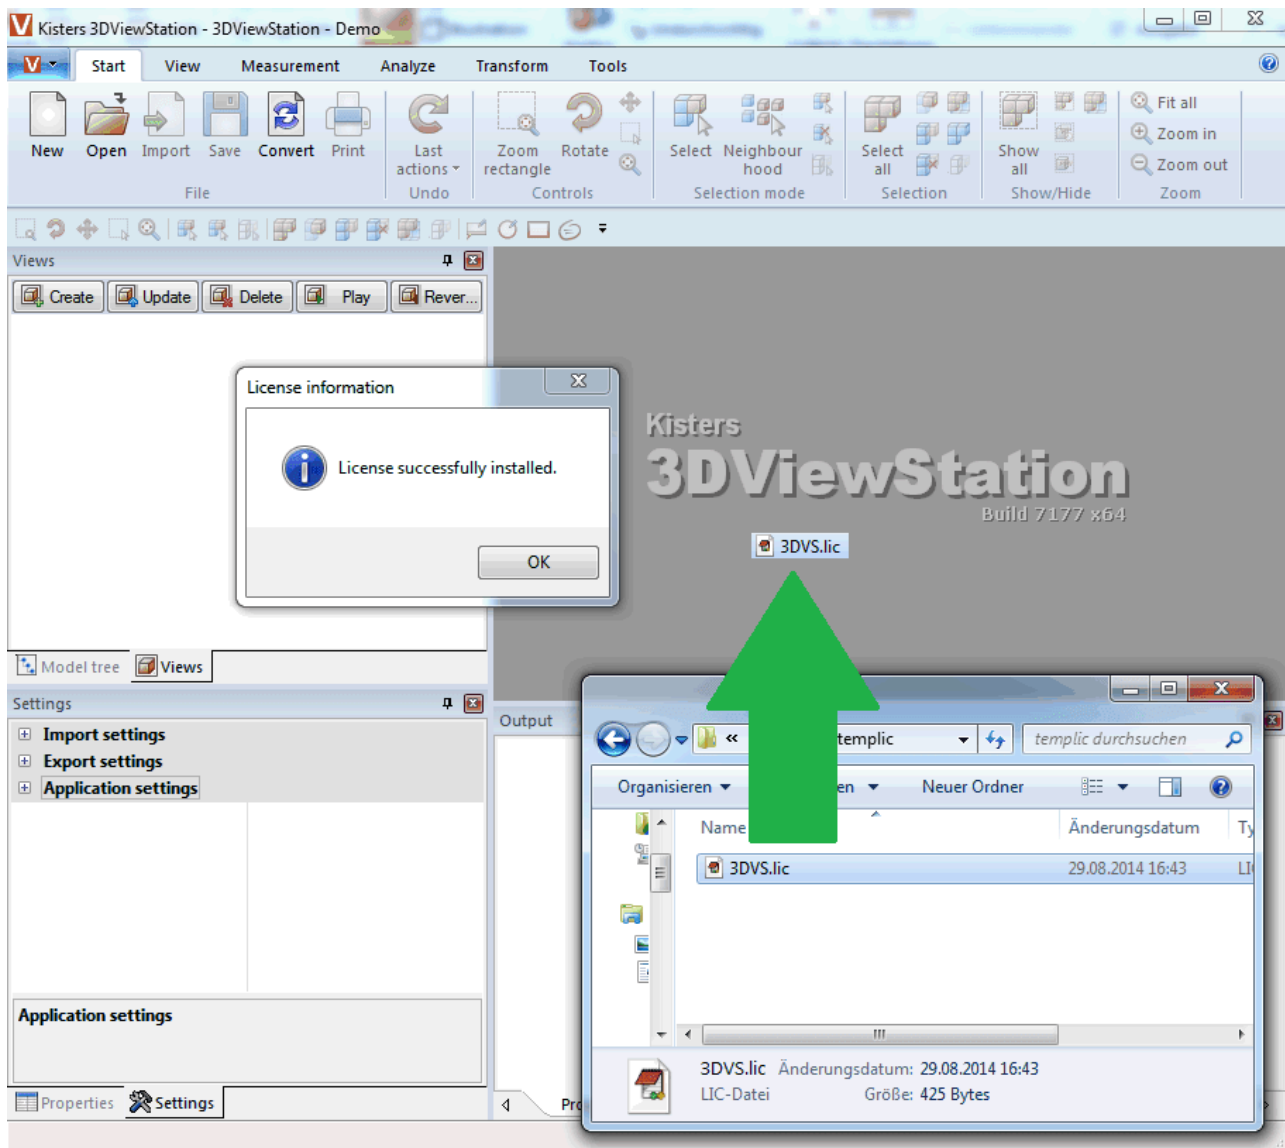 Kisters 3DViewStation - 3DViewStation - Demo
Start View Measurement Analyze Transform Tools
New Open Import Save Convert Print
Last actions
Zoom rectangle
Rotate
Select
Neighbour hood
Select all
Show all
Fit all
Zoom in
Zoom out
File Undo Controls Selection mode Selection Show/Hide Zoom
Views
Create Update Delete Play Rever...
License information
License successfully installed.
OK
Kisters
3DViewStation
Build 7177 x64
3DVS.lic
Model tree Views
Settings
Import settings
Export settings
Application settings
Application settings
Properties Settings
Output
« templic
templic durchsuchen
Organisieren
Neuer Ordner
Name Änderungsdatum
3DVS.lic 29.08.2014 16:43
3DVS.lic Änderungsdatum: 29.08.2014 16:43
LIC-Datei Größe: 425 Bytes